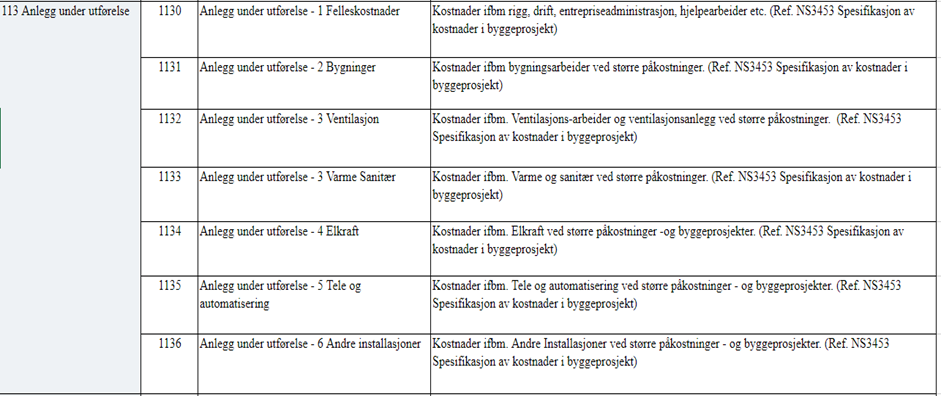 113 Anlegg under utførelse
1130
Anlegg under utførelse - 1 Felleskostnader
Kostnader ifbm rigg, drift, entrepriseadministrasjon, hjelpearbeider etc. (Ref. NS3453 Spesifikasjon av
kostnader i byggeprosjekt)
1131
Anlegg under utførelse - 2 Bygninger
Kostnader ifbm bygningsarbeider ved større påkostninger. (Ref. NS3453 Spesifikasjon av kostnader i
byggeprosjekt)
1132
Anlegg under utførelse - 3 Ventilasjon
Kostnader ifbm. Ventilasjons-arbeider og ventilasjonsanlegg ved større påkostninger.  (Ref. NS3453
Spesifikasjon av kostnader i byggeprosjekt)
1133
Anlegg under utførelse - 3 Varme Sanitær
Kostnader ifbm. Varme og sanitær ved større påkostninger. (Ref. NS3453 Spesifikasjon av kostnader i
byggeprosjekt)
1134
Anlegg under utførelse - 4 Elkraft
Kostnader ifbm. Elkraft ved større påkostninger -og byggeprosjekter. (Ref. NS3453 Spesifikasjon av
kostnader i byggeprosjekt)
1135
Anlegg under utførelse - 5 Tele og
automatisering
Kostnader ifbm. Tele og automatisering ved større påkostninger - og byggeprosjekter. (Ref. NS3453
Spesifikasjon av kostnader i byggeprosjekt)
1136
Anlegg under utførelse - 6 Andre installasjoner
Kostnader ifbm. Andre Installasjoner ved større påkostninger - og byggeprosjekter. (Ref. NS3453
Spesifikasjon av kostnader i byggeprosjekt)